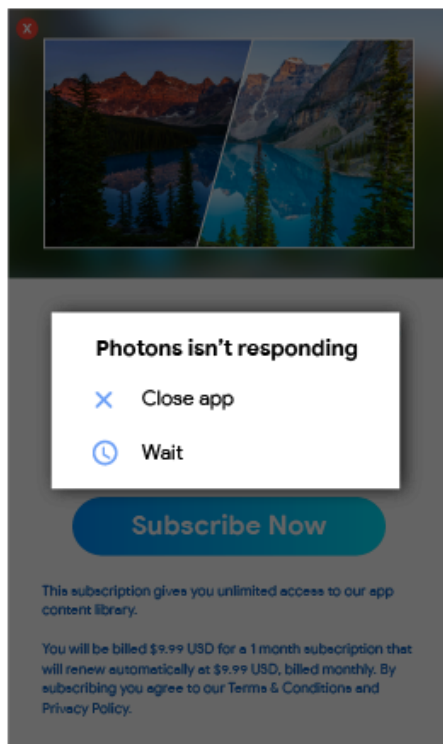 X
Photons isn't responding
Close app
Wait
Subscribe Now
This subscription gives you unlimited access to our app
content library.
You will be billed $9.99 USD for a 1 month subscription that
will renew automatically at $9.99 USD, billed monthly. By
subscribing you agree to our Terms & Conditions and
Privacy Policy.